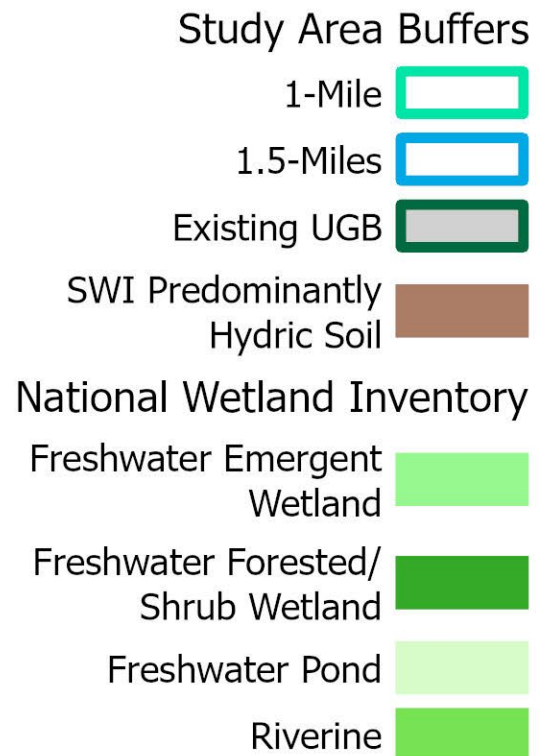 Study Area Buffers
1-Mile
1.5-Miles
Existing UGB
SWI Predominantly
Hydric Soil
National Wetland Inventory
Freshwater Emergent
Wetland
Freshwater Forested/
Shrub Wetland
Freshwater Pond
Riverine